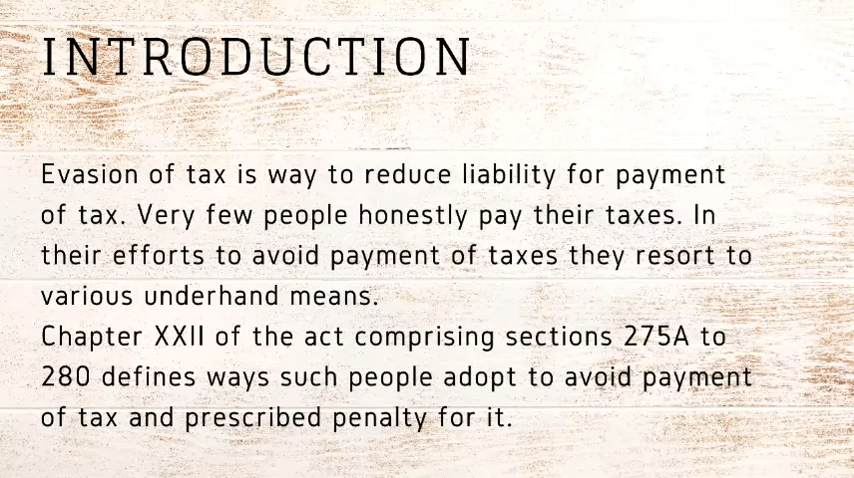 INTRODUCTION
Evasion of tax is way to reduce liability for payment
of tax. Very few people honestly pay their taxes. In
their efforts to avoid payment of taxes they resort to
various underhand means.
Chapter XXII of the act comprising sections 275A to
280 defines ways such people adopt to avoid payment
of tax and prescribed penalty for it.